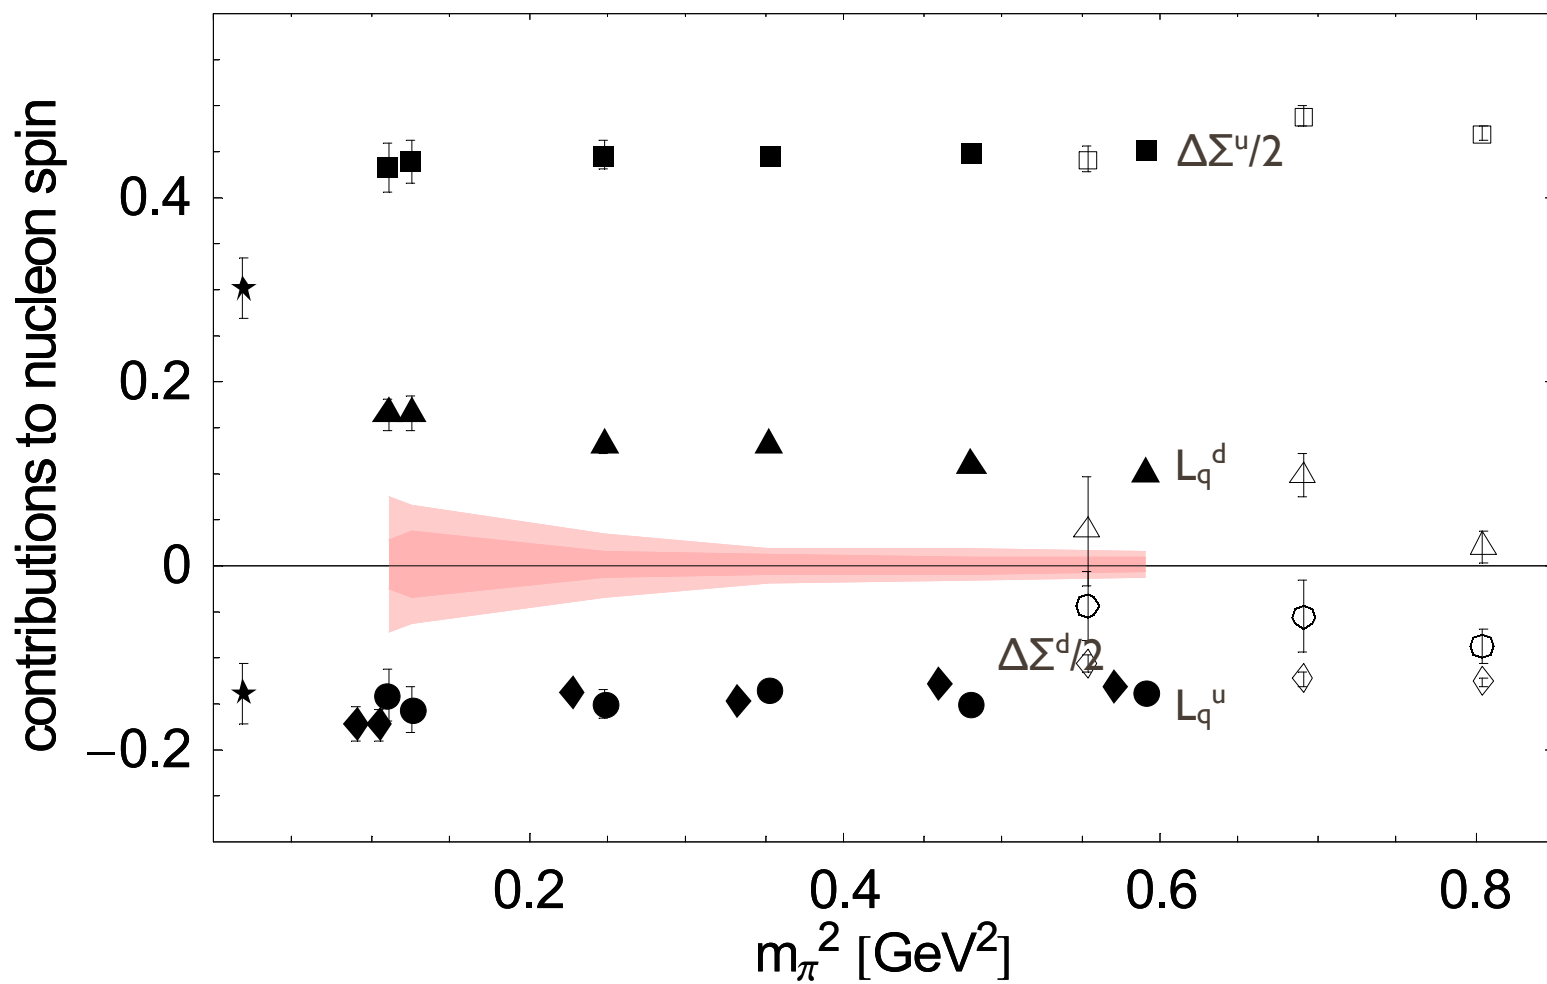 contributions to nucleon spin
0.4
0.2
0
−0.2
ΔΣᵘ/2
L_q^d
ΔΣᵈ/2
L_q^u
0.2 0.4 0.6 0.8
m_π² [GeV²]